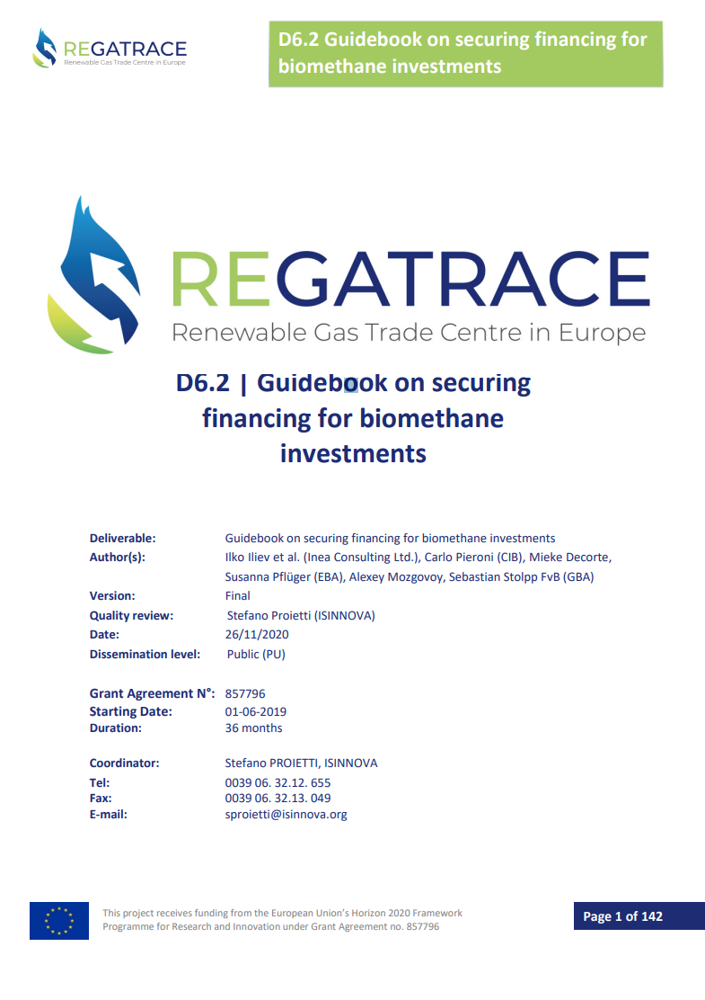 REGATRACE
Renewable Gas Trade Centre in Europe
D6.2 Guidebook on securing financing for
biomethane investments
REGATRACE
Renewable Gas Trade Centre in Europe
D6.2 | Guidebook on securing
financing for biomethane
investments
Deliverable: Guidebook on securing financing for biomethane investments
Author(s): Ilko Iliev et al. (Inea Consulting Ltd.), Carlo Pieroni (CIB), Mieke Decorte,
Susanna Pflüger (EBA), Alexey Mozgovoy, Sebastian Stolpp FvB (GBA)
Version: Final
Quality review: Stefano Proietti (ISINNOVA)
Date: 26/11/2020
Dissemination level: Public (PU)
Grant Agreement N°: 857796
Starting Date: 01-06-2019
Duration: 36 months
Coordinator: Stefano PROIETTI, ISINNOVA
Tel: 0039 06. 32.12. 655
Fax: 0039 06. 32.13. 049
E-mail: sproietti@isinnova.org
This project receives funding from the European Union's Horizon 2020 Framework
Programme for Research and Innovation under Grant Agreement no. 857796
Page 1 of 142